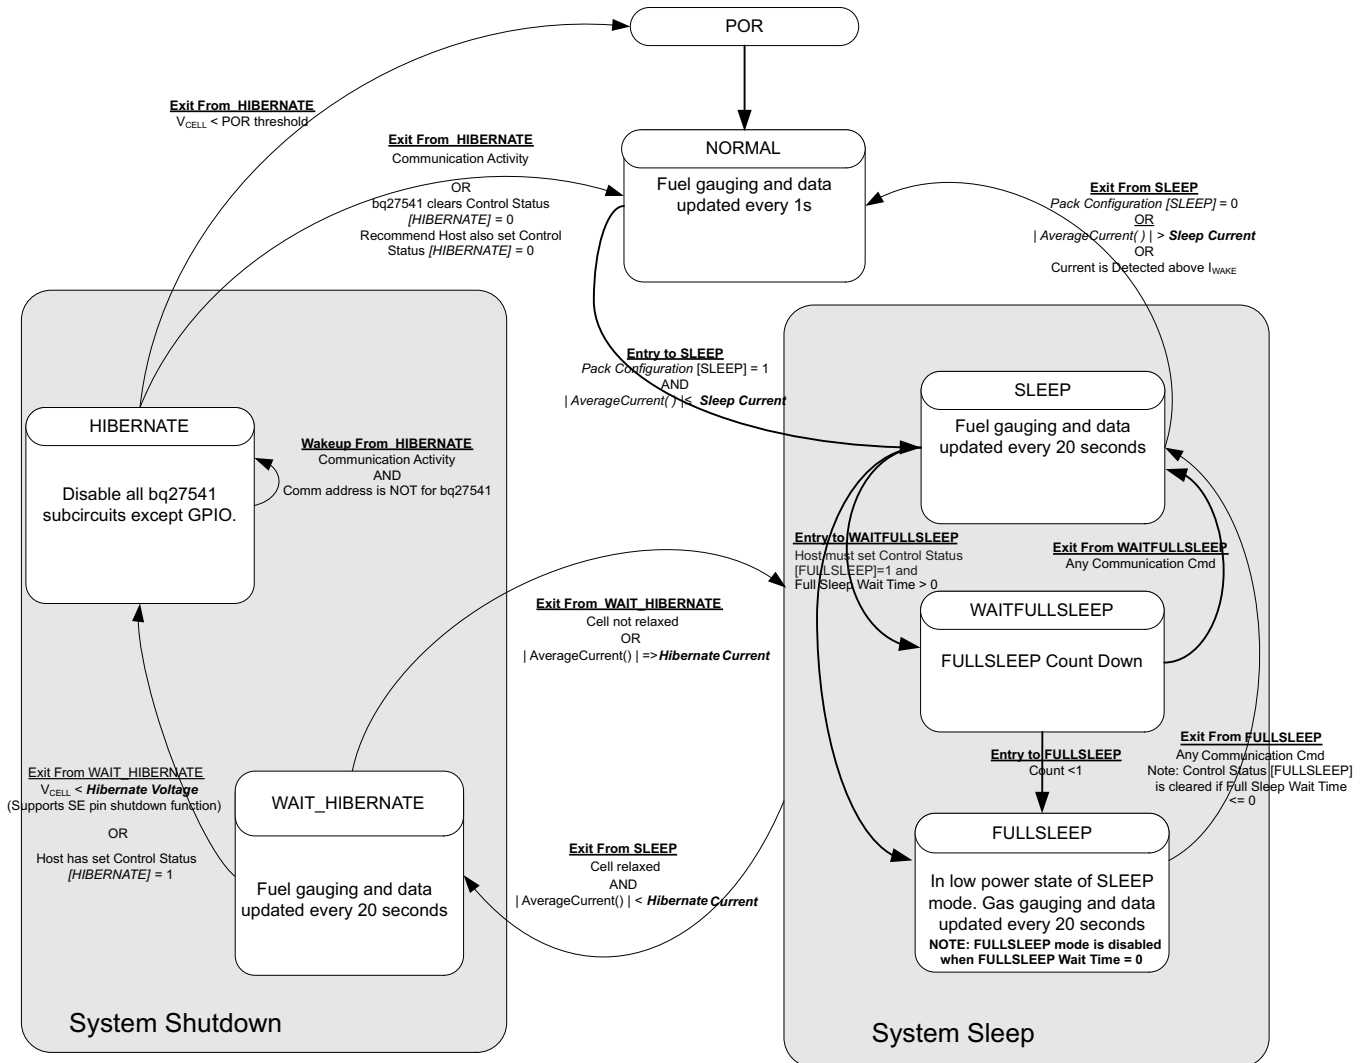 POR
Exit From HIBERNATE
VCELL < POR threshold
Exit From HIBERNATE
Communication Activity
OR
bq27541 clears Control Status
[HIBERNATE] = 0
Recommend Host also set Control
Status [HIBERNATE] = 0
NORMAL
Fuel gauging and data
updated every 1s
Exit From SLEEP
Pack Configuration [SLEEP] = 0
OR
| AverageCurrent( ) | > Sleep Current
OR
Current is Detected above IWAKE
Entry to SLEEP
Pack Configuration [SLEEP] = 1
AND
| AverageCurrent( ) |≤ Sleep Current
SLEEP
Fuel gauging and data
updated every 20 seconds
HIBERNATE
Disable all bq27541
subcircuits except GPIO.
Wakeup From HIBERNATE
Communication Activity
AND
Comm address is NOT for bq27541
Entry to WAITFULLSLEEP
Host must set Control Status
[FULLSLEEP]=1 and
Full Sleep Wait Time > 0
Exit From WAITFULLSLEEP
Any Communication Cmd
WAITFULLSLEEP
FULLSLEEP Count Down
Exit From WAIT_HIBERNATE
Cell not relaxed
OR
| AverageCurrent() | => Hibernate Current
Entry to FULLSLEEP
Count <1
Exit From FULLSLEEP
Any Communication Cmd
Note: Control Status [FULLSLEEP]
is cleared if Full Sleep Wait Time
<= 0
Exit From WAIT_HIBERNATE
VCELL < Hibernate Voltage
(Supports SE pin shutdown function)
OR
Host has set Control Status
[HIBERNATE] = 1
WAIT_HIBERNATE
Fuel gauging and data
updated every 20 seconds
Exit From SLEEP
Cell relaxed
AND
| AverageCurrent() | < Hibernate Current
FULLSLEEP
In low power state of SLEEP
mode. Gas gauging and data
updated every 20 seconds
NOTE: FULLSLEEP mode is disabled
when FULLSLEEP Wait Time = 0
System Shutdown
System Sleep